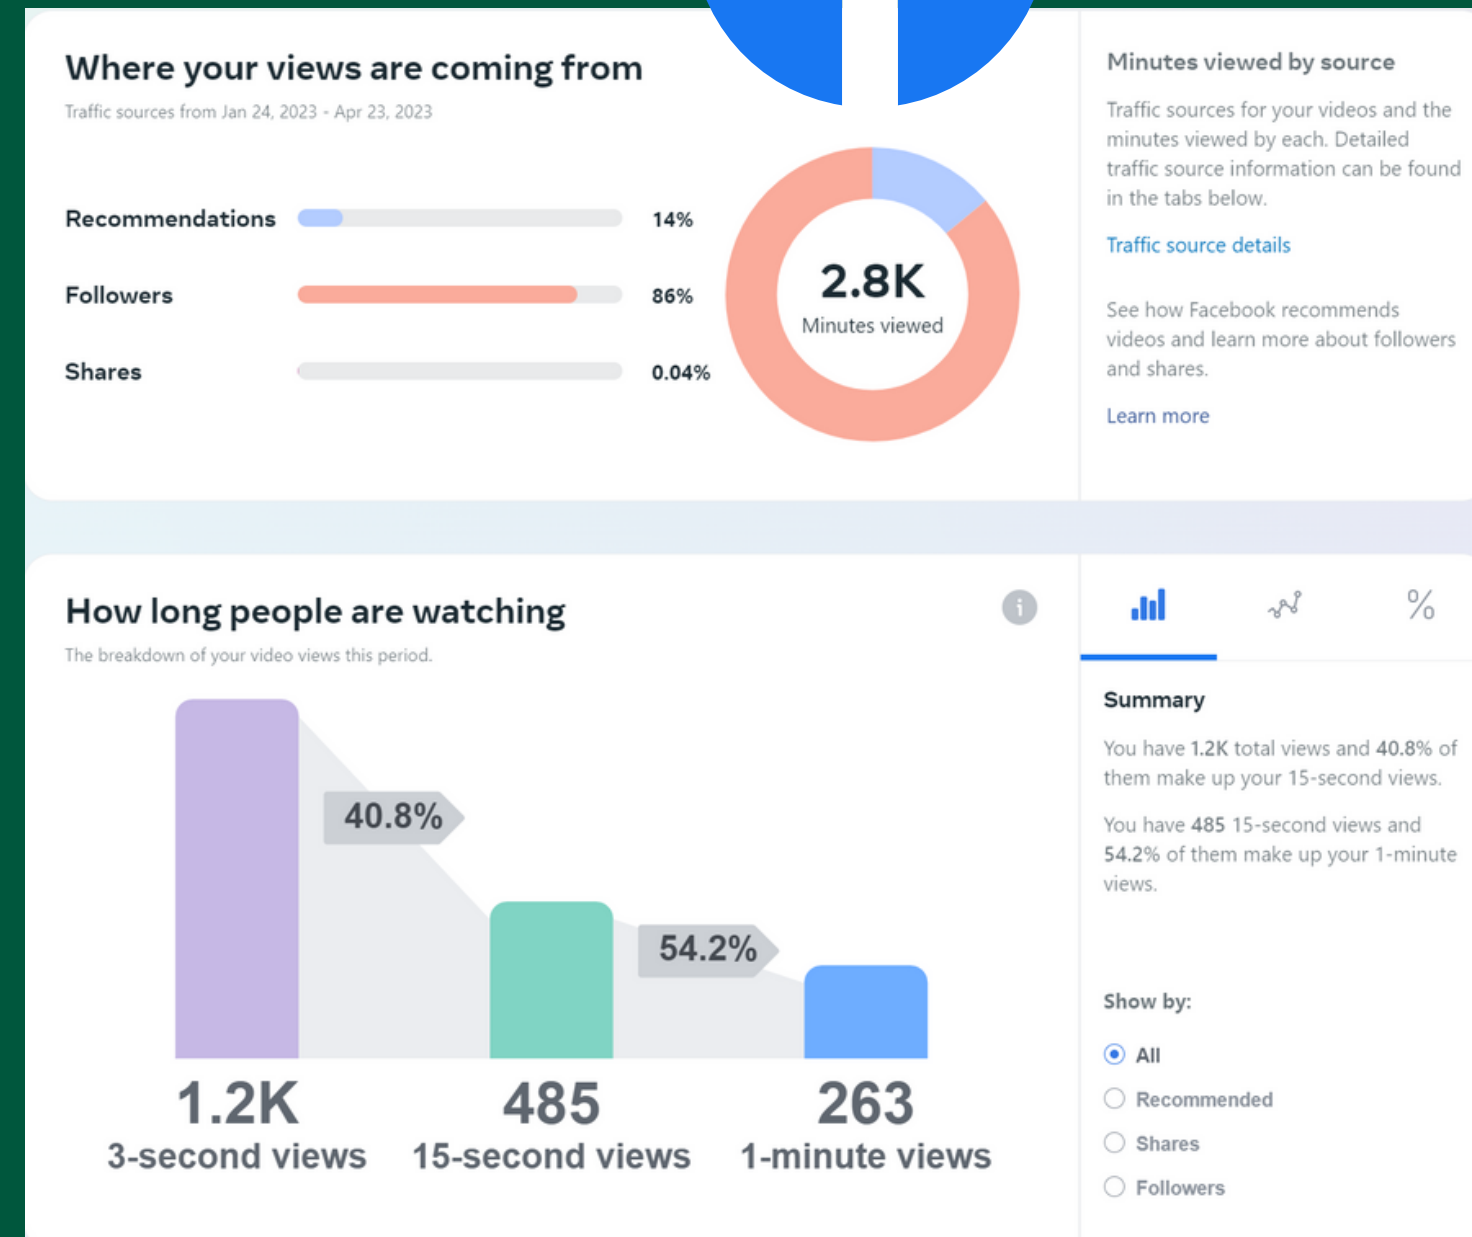 Where your views are coming from
Traffic sources from Jan 24, 2023 - Apr 23, 2023
Recommendations 14%
Followers 86%
Shares 0.04%
2.8K
Minutes viewed
Minutes viewed by source
Traffic sources for your videos and the
minutes viewed by each. Detailed
traffic source information can be found
in the tabs below.
Traffic source details
See how Facebook recommends
videos and learn more about followers
and shares.
Learn more
How long people are watching
The breakdown of your video views this period.
40.8%
54.2%
1.2K 485 263
3-second views 15-second views 1-minute views
%
Summary
You have 1.2K total views and 40.8% of
them make up your 15-second views.
You have 485 15-second views and
54.2% of them make up your 1-minute
views.
Show by:
All
Recommended
Shares
Followers